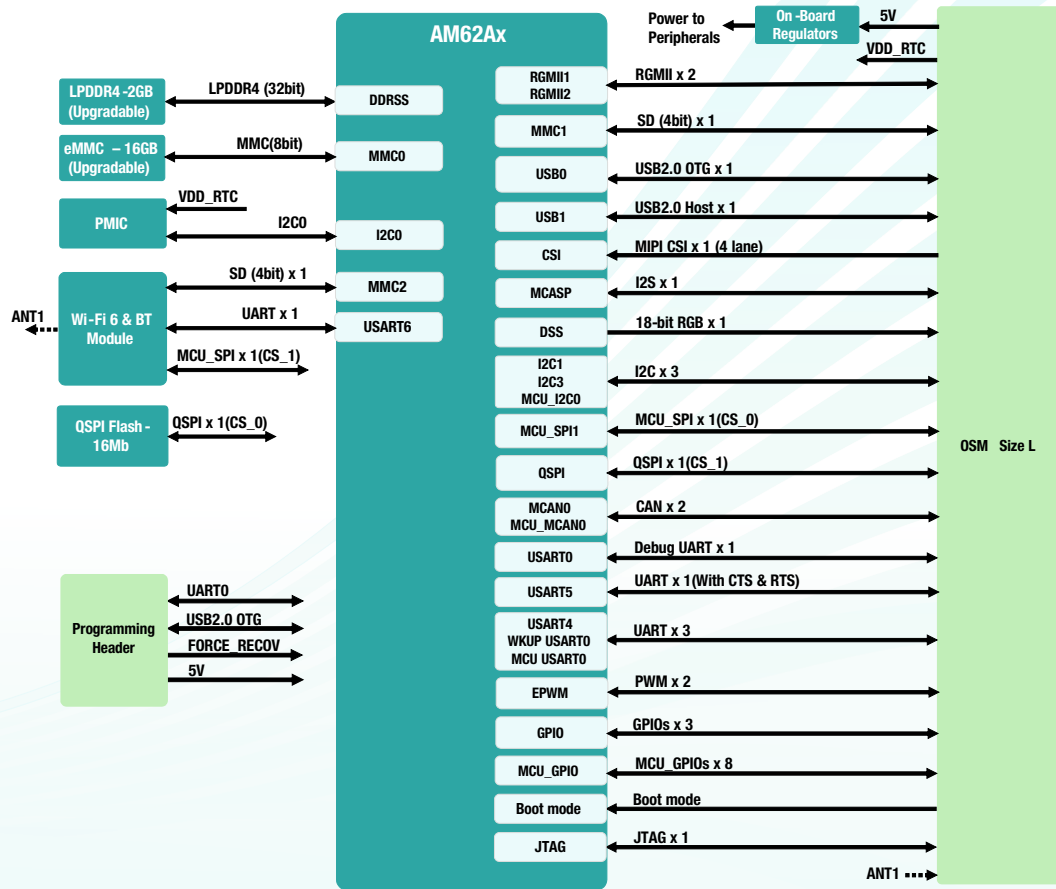 AM62Ax
LPDDR4 -2GB
(Upgradable)
LPDDR4 (32bit)
DDRSS
eMMC – 16GB
(Upgradable)
MMC(8bit)
MMC0
PMIC
VDD_RTC
I2C0
I2C0
ANT1
Wi-Fi 6 & BT
Module
SD (4bit) x 1
MMC2
UART x 1
USART6
MCU_SPI x 1(CS_1)
QSPI Flash -
16Mb
QSPI x 1(CS_0)
Programming
Header
UART0
USB2.0 OTG
FORCE_RECOV
5V
Power to
Peripherals
On -Board
Regulators
5V
VDD_RTC
RGMII1
RGMII2
RGMII x 2
MMC1
SD (4bit) x 1
USB0
USB2.0 OTG x 1
USB1
USB2.0 Host x 1
CSI
MIPI CSI x 1 (4 lane)
MCASP
I2S x 1
DSS
18-bit RGB x 1
I2C1
I2C3
MCU_I2C0
I2C x 3
MCU_SPI1
MCU_SPI x 1(CS_0)
QSPI
QSPI x 1(CS_1)
MCAN0
MCU_MCAN0
CAN x 2
USART0
Debug UART x 1
USART5
UART x 1(With CTS & RTS)
USART4
WKUP USART0
MCU USART0
UART x 3
EPWM
PWM x 2
GPIO
GPIOs x 3
MCU_GPIO
MCU_GPIOs x 8
Boot mode
Boot mode
JTAG
JTAG x 1
ANT1
OSM Size L